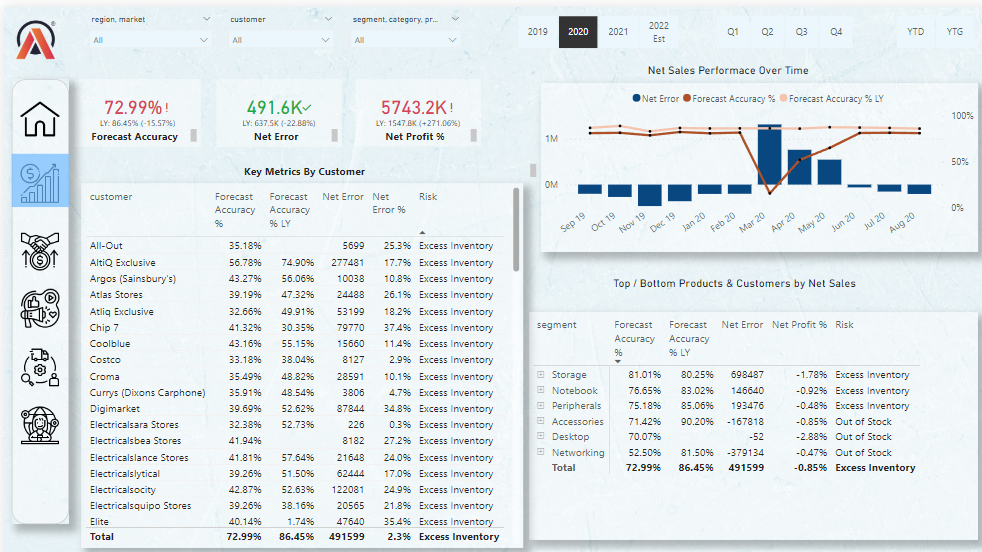 region, market
customer
segment, category, pr...
All
All
All
2019
2020
2021
2022 Est
Q1
Q2
Q3
Q4
YTD
YTG
72.99%!
LY: 86.45% (-15.57%)
Forecast Accuracy
491.6K✓
LY: 637.5K (-22.88%)
Net Error
5743.2K!
LY: 1547.8K (+271.06%)
Net Profit %
Net Sales Performace Over Time
Net Error Forecast Accuracy % Forecast Accuracy % LY
1M
0M
100%
50%
0%
Sep 19 Oct 19 Nov 19 Dec 19 Jan 20 Feb 20 Mar 20 Apr 20 May 20 Jun 20 Jul 20 Aug 20
Key Metrics By Customer
customer Forecast Accuracy % Forecast Accuracy % LY Net Error Net Error % Risk
All-Out 35.18% 5699 25.3% Excess Inventory
AltiQ Exclusive 56.78% 74.90% 277481 17.7% Excess Inventory
Argos (Sainsbury's) 43.27% 56.06% 10038 10.8% Excess Inventory
Atlas Stores 39.19% 47.32% 24488 26.1% Excess Inventory
Atliq Exclusive 32.66% 49.91% 53199 18.2% Excess Inventory
Chip 7 41.32% 30.35% 79770 37.4% Excess Inventory
Coolblue 43.16% 55.15% 15660 11.4% Excess Inventory
Costco 33.18% 38.04% 8127 2.9% Excess Inventory
Croma 35.49% 48.82% 28591 10.1% Excess Inventory
Currys (Dixons Carphone) 35.91% 48.54% 3806 4.7% Excess Inventory
Digimarket 39.69% 52.62% 87844 34.8% Excess Inventory
Electricalsara Stores 32.38% 52.73% 226 0.3% Excess Inventory
Electricalsbea Stores 41.94% 8182 27.2% Excess Inventory
Electricalslance Stores 41.81% 57.64% 21648 24.0% Excess Inventory
Electricalslytical 39.26% 51.50% 62444 17.0% Excess Inventory
Electricalsocity 42.87% 52.63% 122081 24.9% Excess Inventory
Electricalsquipo Stores 39.26% 38.16% 20565 21.8% Excess Inventory
Elite 40.14% 1.74% 47640 35.4% Excess Inventory
Total 72.99% 86.45% 491599 2.3% Excess Inventory
Top / Bottom Products & Customers by Net Sales
segment Forecast Accuracy % Forecast Accuracy % LY Net Error Net Profit % Risk
Storage 81.01% 80.25% 698487 -1.78% Excess Inventory
Notebook 76.65% 83.02% 146640 -0.92% Excess Inventory
Peripherals 75.18% 85.06% 193476 -0.48% Excess Inventory
Accessories 71.42% 90.20% -167818 -0.85% Out of Stock
Desktop 70.07% -52 -2.88% Out of Stock
Networking 52.50% 81.50% -379134 -0.47% Out of Stock
Total 72.99% 86.45% 491599 -0.85% Excess Inventory